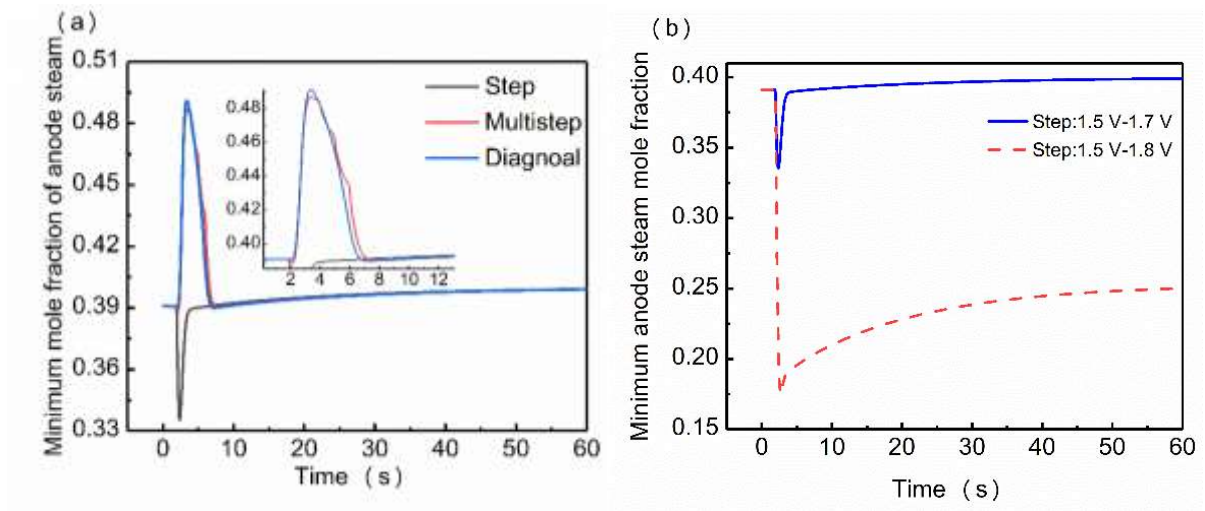 (a)
Minimum mole fraction of anode steam
0.51
0.48
0.45
0.42
0.39
0.36
0.33
0 10 20 30 40 50 60
Time (s)
Step
Multistep
Diagnoal
0.48
0.46
0.44
0.42
0.40
2 4 6 8 10 12
(b)
Minimum anode steam mole fraction
0.40
0.35
0.30
0.25
0.20
0.15
0 10 20 30 40 50 60
Time (s)
Step:1.5 V-1.7 V
Step:1.5 V-1.8 V